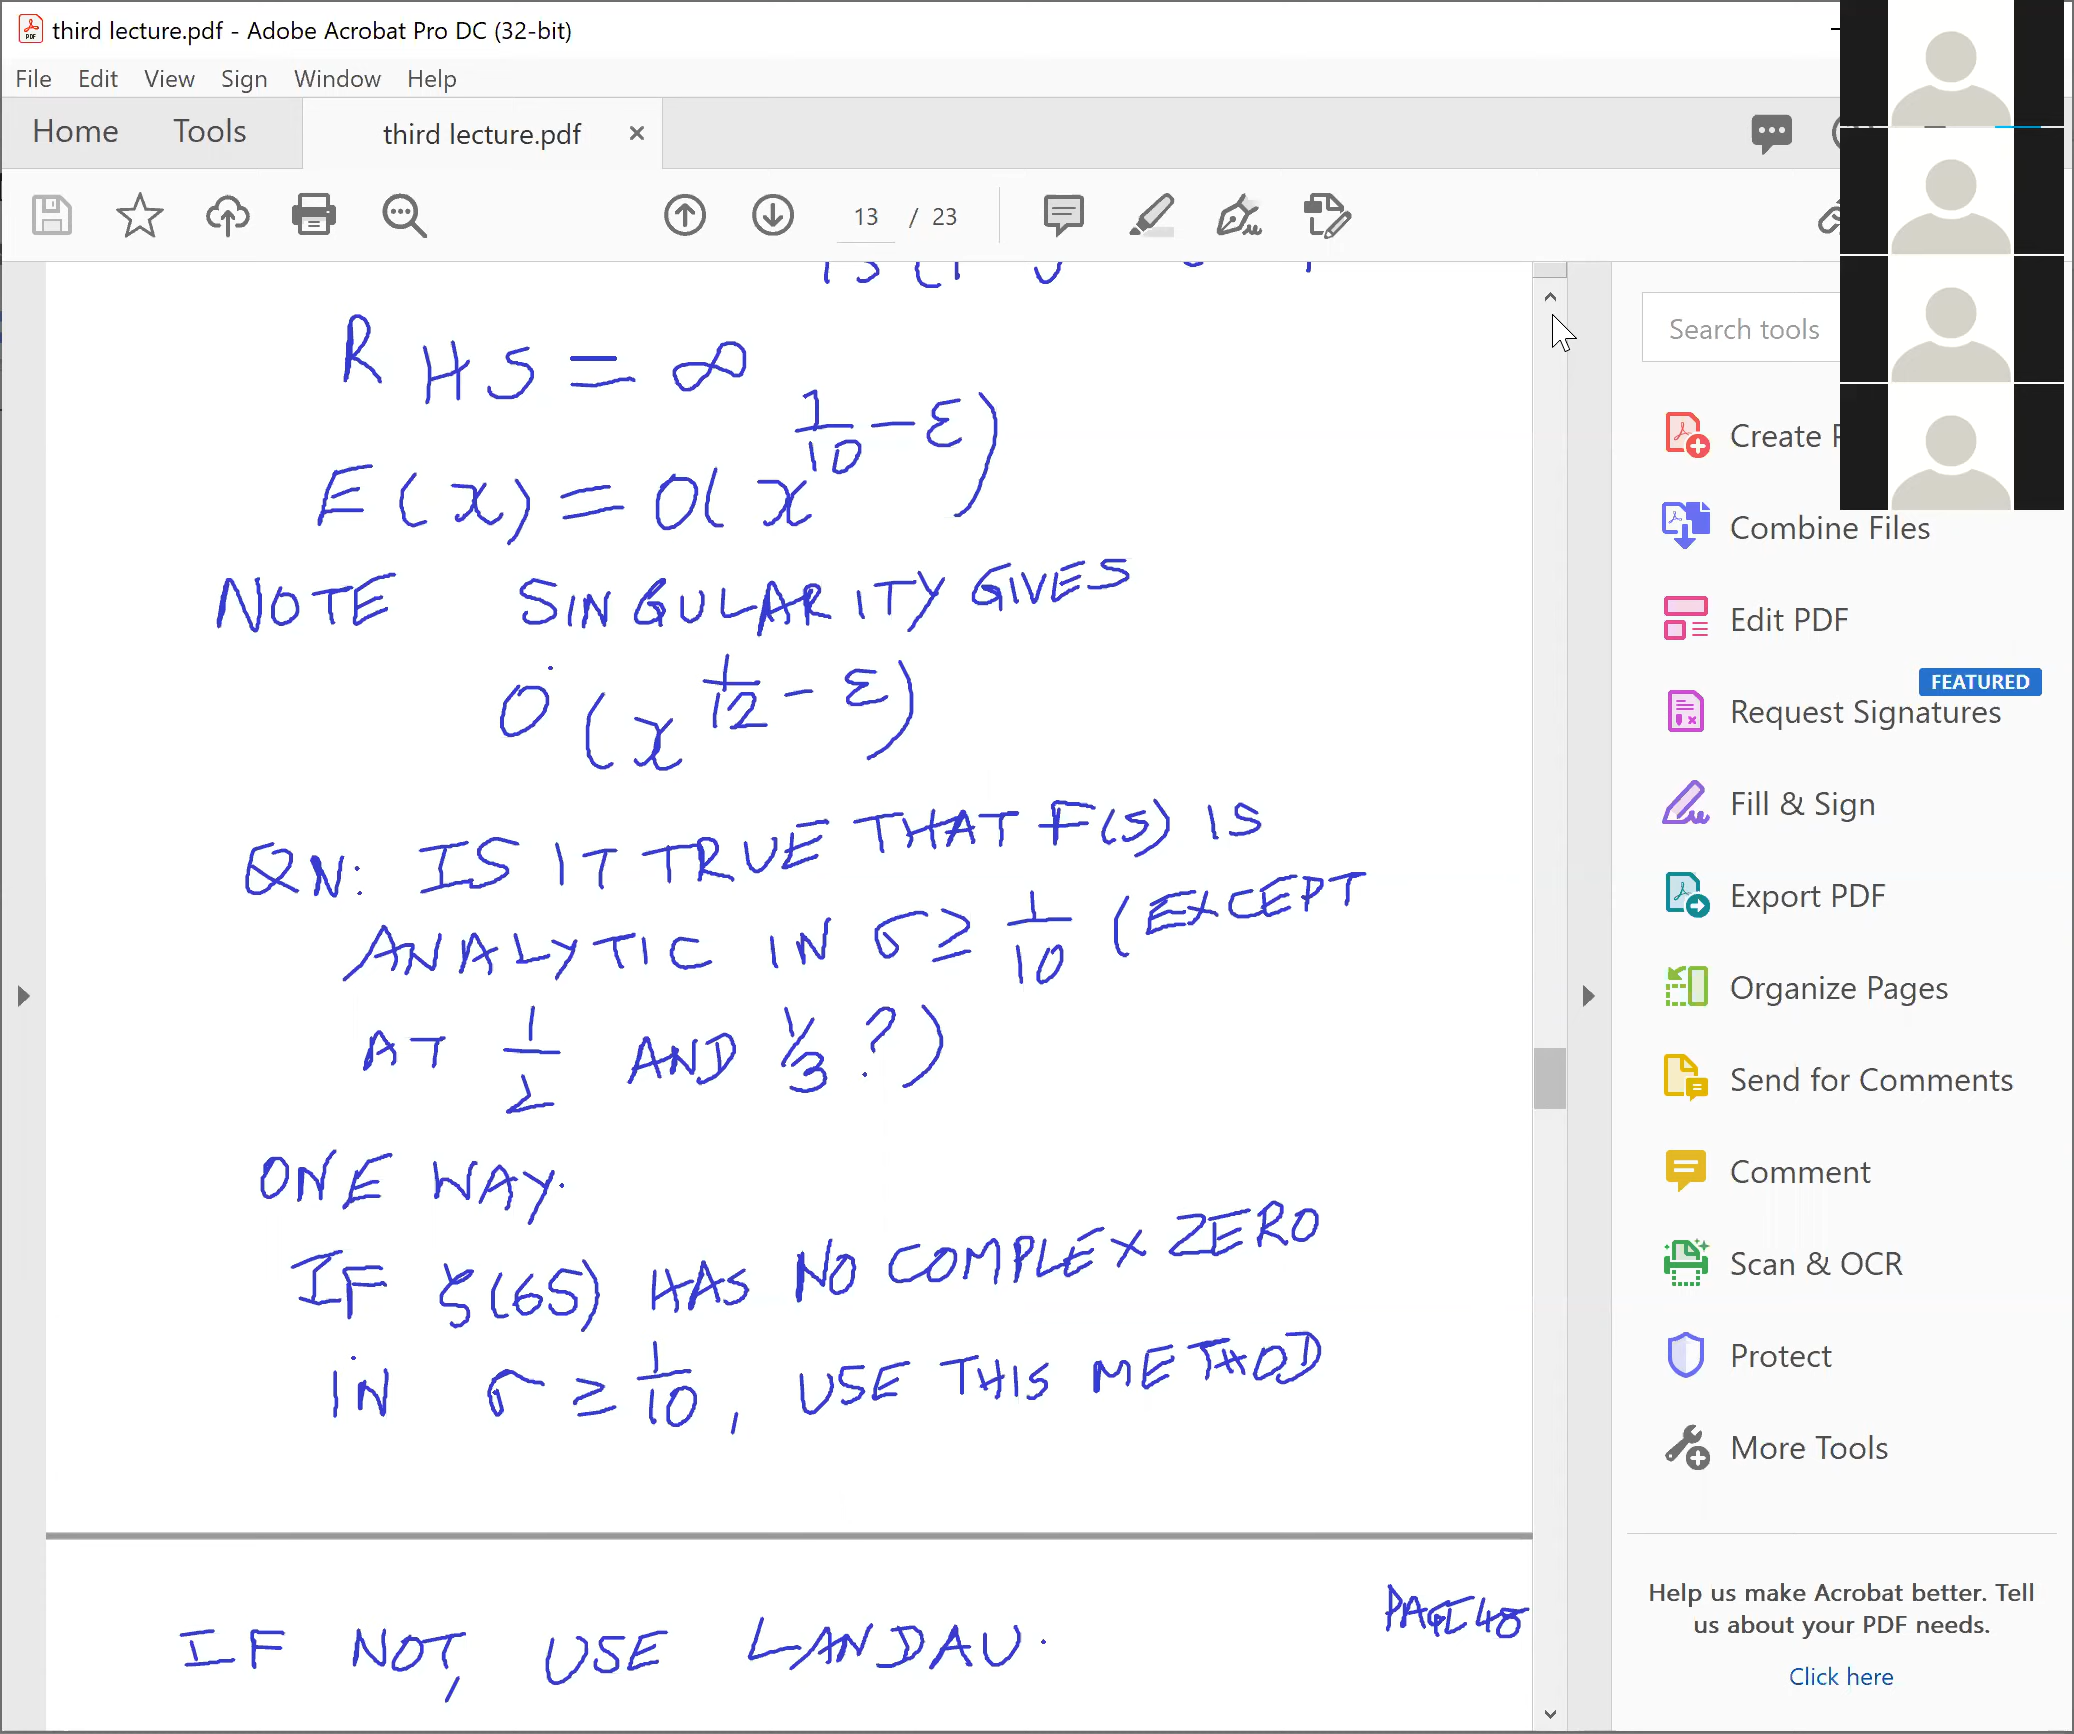 third lecture.pdf - Adobe Acrobat Pro DC (32-bit)
File Edit View Sign Window Help
Home Tools third lecture.pdf ×
13 / 23
RHS = ∞
E(x) = O(x^{1/10 - ε})
NOTE SINGULARITY GIVES
O(x^{1/12 - ε})
QN: IS IT TRUE THAT F(S) IS
ANALYTIC IN σ ≥ 1/10 (EXCEPT
AT 1/2 AND 1/3 ?)
ONE WAY.
IF ζ(6S) HAS NO COMPLEX ZERO
IN σ ≥ 1/10, USE THIS METHOD
PAGE 48
IF NOT, USE LANDAU.
Search tools
Create
Combine Files
Edit PDF
FEATURED
Request Signatures
Fill & Sign
Export PDF
Organize Pages
Send for Comments
Comment
Scan & OCR
Protect
More Tools
Help us make Acrobat better. Tell
us about your PDF needs.
Click here